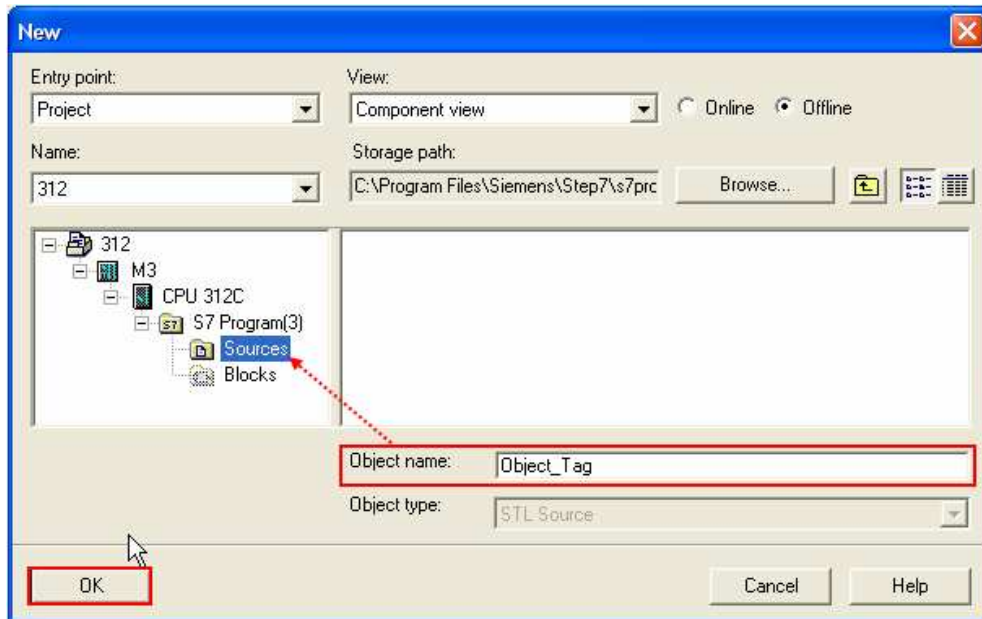 New
Entry point:
View:
Project
Component view
Online
Offline
Name:
Storage path:
312
C:\Program Files\Siemens\Step7\s7prc
Browse...
312
M3
CPU 312C
S7 Program(3)
Sources
Blocks
Object name:
Object_Tag
Object type:
STL Source
OK
Cancel
Help